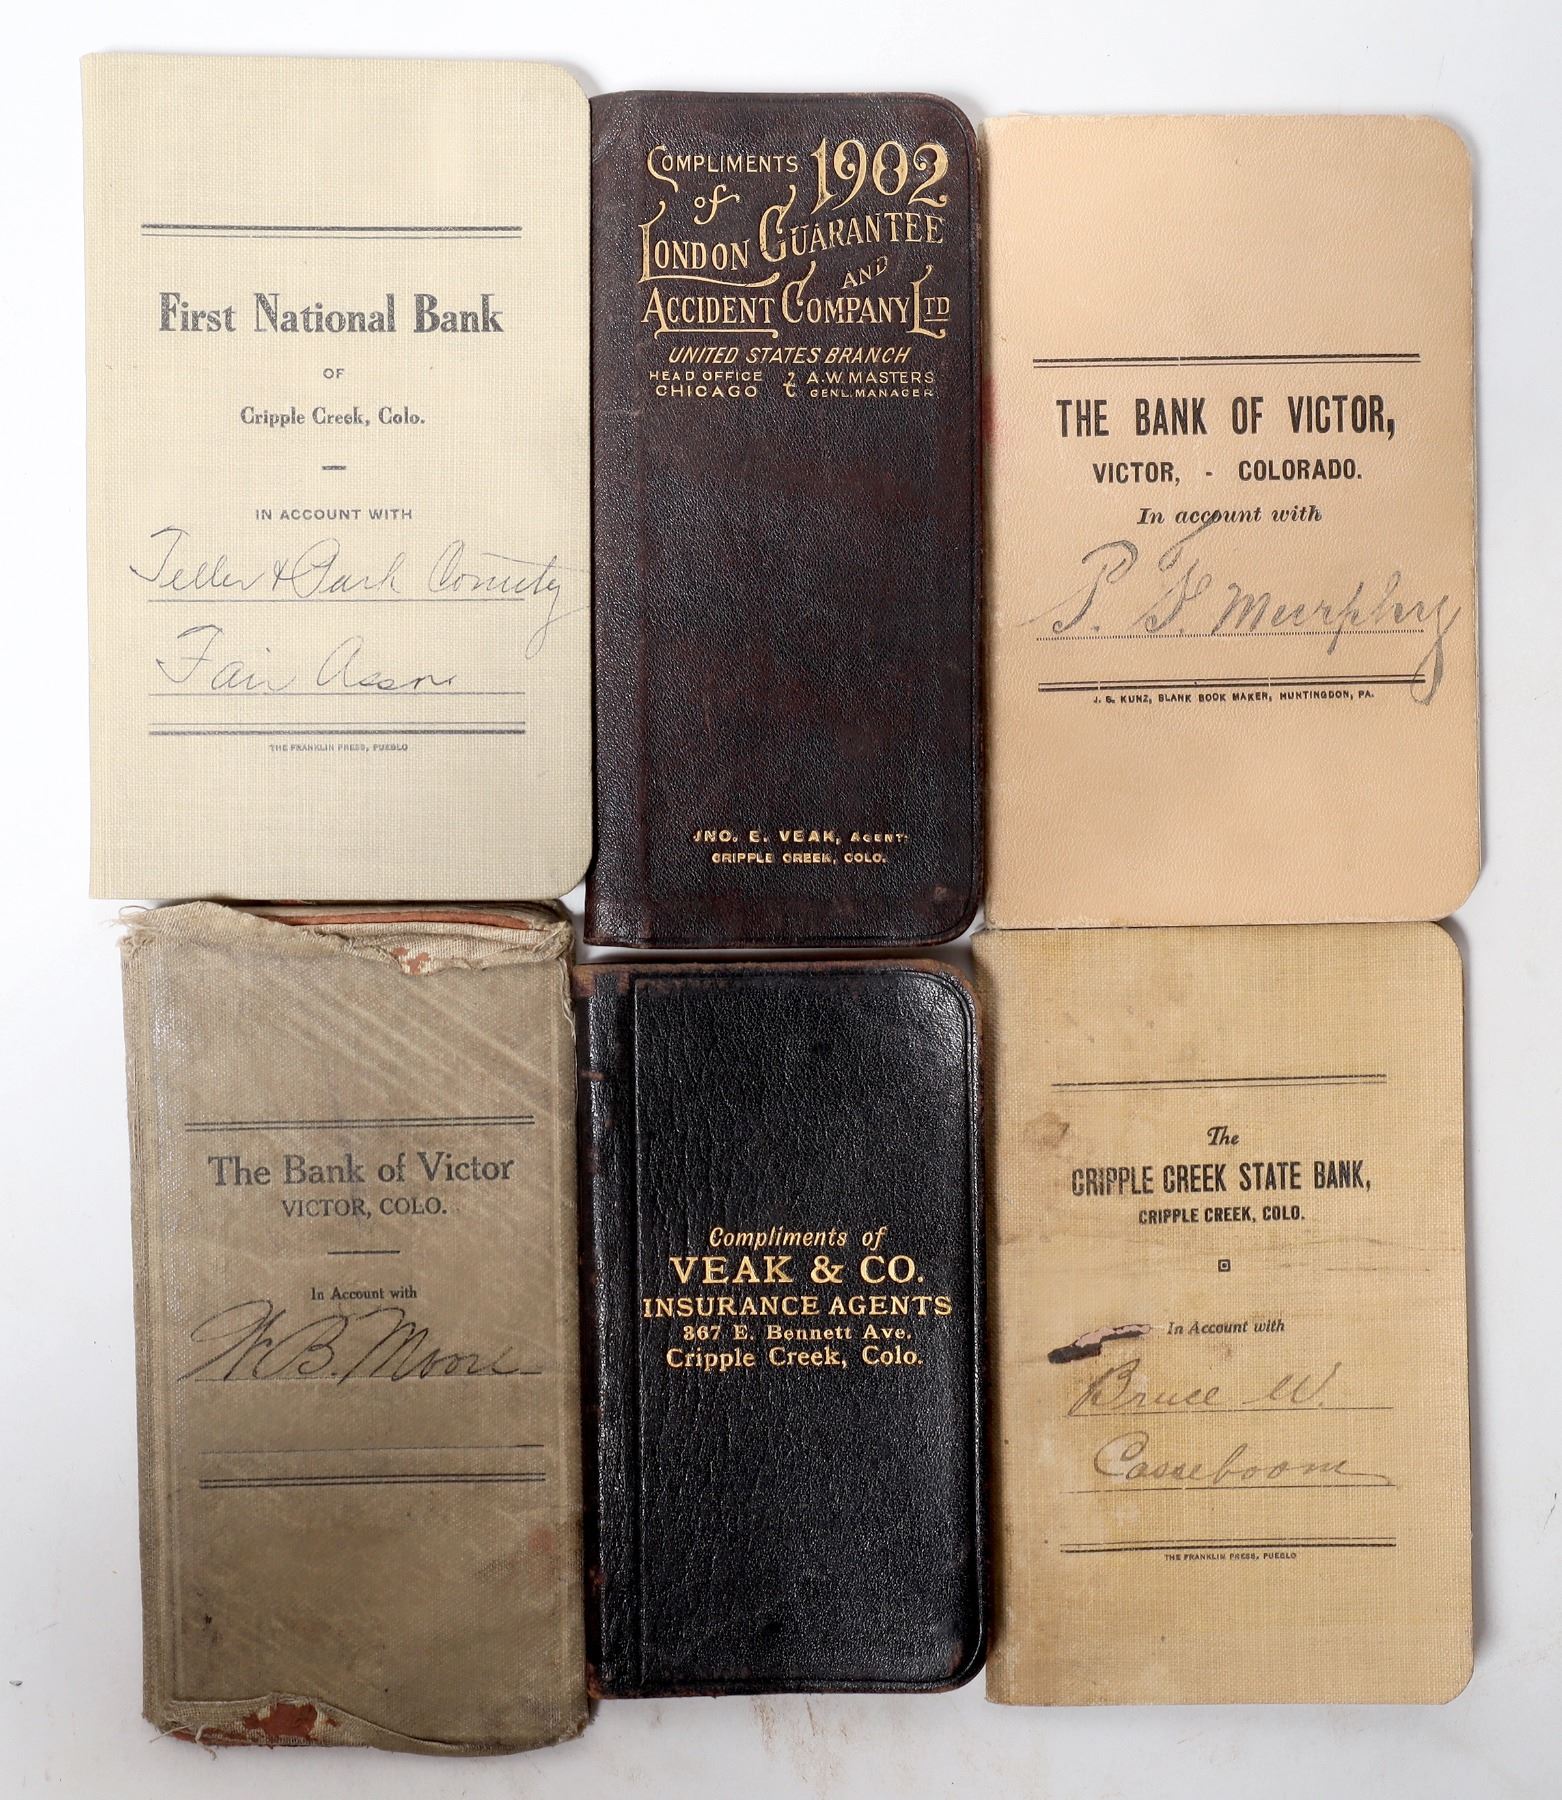 First National Bank
OF
Cripple Creek, Colo.
IN ACCOUNT WITH
Teller & Park County
Fair Assn
THE FRANKLIN PRESS, PUEBLO
COMPLIMENTS 1902
of
LONDON GUARANTEE
AND
ACCIDENT COMPANY LTD
UNITED STATES BRANCH
HEAD OFFICE A.W. MASTERS
CHICAGO GENL. MANAGER
JNO. E. VEAK, AGENT
CRIPPLE CREEK, COLO.
THE BANK OF VICTOR,
VICTOR, - COLORADO.
In account with
P. F. Murphy
J. S. KUNZ, BLANK BOOK MAKER, HUNTINGDON, PA.
The Bank of Victor
VICTOR, COLO.
In Account with
W. B. Moore
Compliments of
VEAK & CO.
INSURANCE AGENTS
367 E. Bennett Ave.
Cripple Creek, Colo.
The
CRIPPLE CREEK STATE BANK,
CRIPPLE CREEK, COLO.
In Account with
Bruce W.
Casseboom
THE FRANKLIN PRESS, PUEBLO